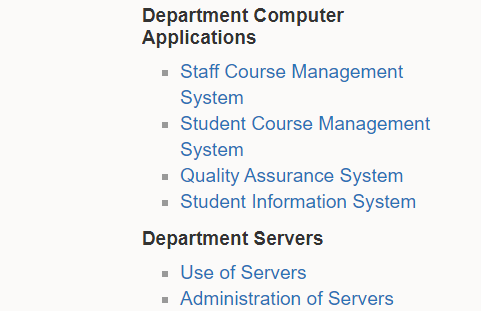 Department Computer
Applications
Staff Course Management
System
Student Course Management
System
Quality Assurance System
Student Information System
Department Servers
Use of Servers
Administration of Servers